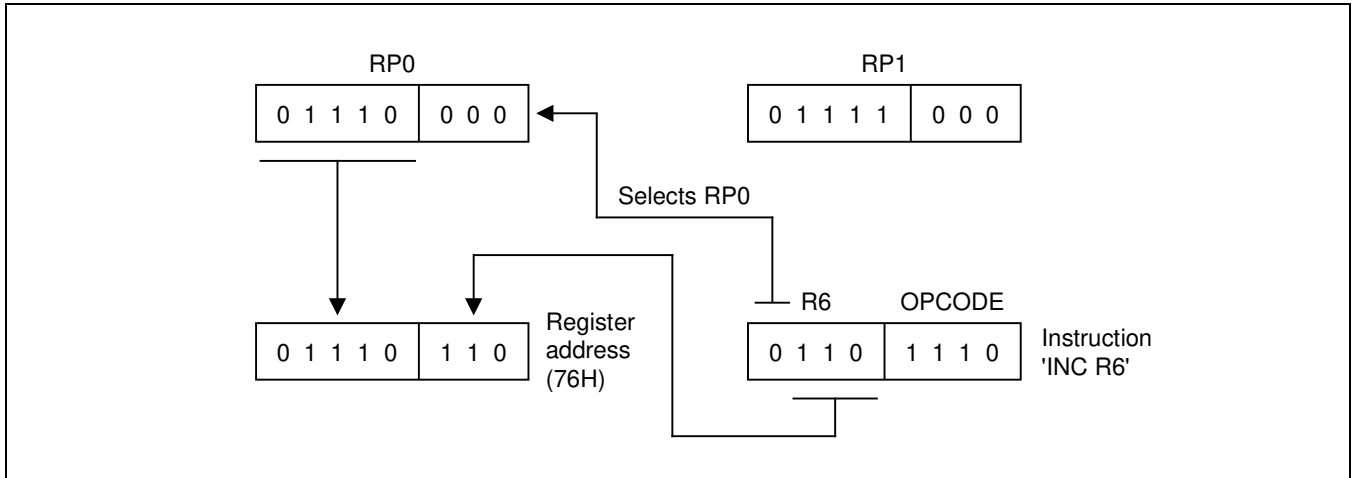 RP0 RP1
0 1 1 1 0 0 0 0 0 1 1 1 1 0 0 0
Selects RP0
R6 OPCODE
0 1 1 1 0 1 1 0 Register address (76H) 0 1 1 0 1 1 1 0 Instruction 'INC R6'